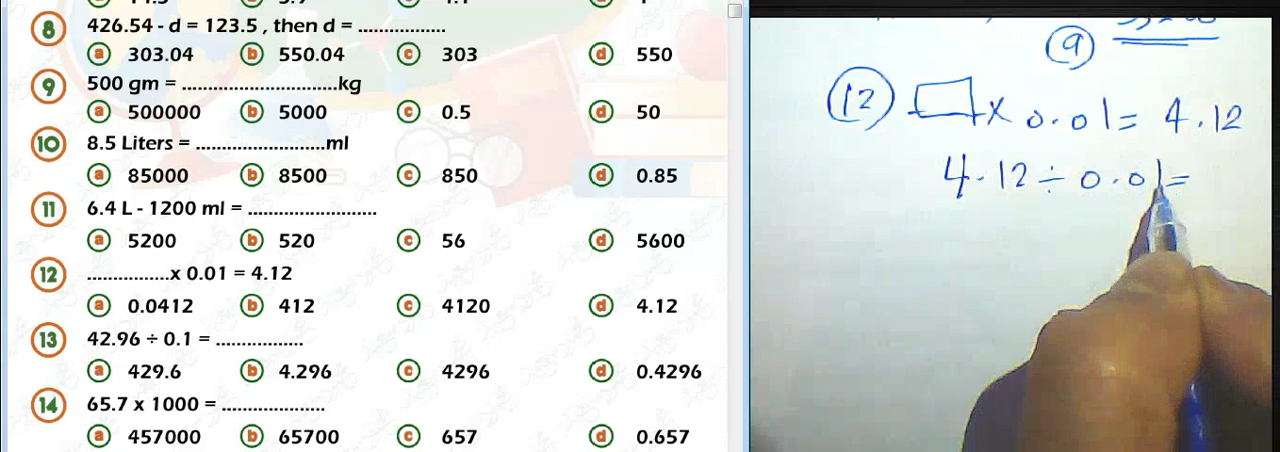 8 426.54 - d = 123.5 , then d = .................
a 303.04 b 550.04 c 303 d 550
9 500 gm = ..............................kg
a 500000 b 5000 c 0.5 d 50
10 8.5 Liters = .........................ml
a 85000 b 8500 c 850 d 0.85
11 6.4 L - 1200 ml = .........................
a 5200 b 520 c 56 d 5600
12 ................x 0.01 = 4.12
a 0.0412 b 412 c 4120 d 4.12
13 42.96 ÷ 0.1 = .................
a 429.6 b 4.296 c 4296 d 0.4296
14 65.7 x 1000 = ....................
a 457000 b 65700 c 657 d 0.657
9
12 × 0.01 = 4.12
4.12 ÷ 0.01 =